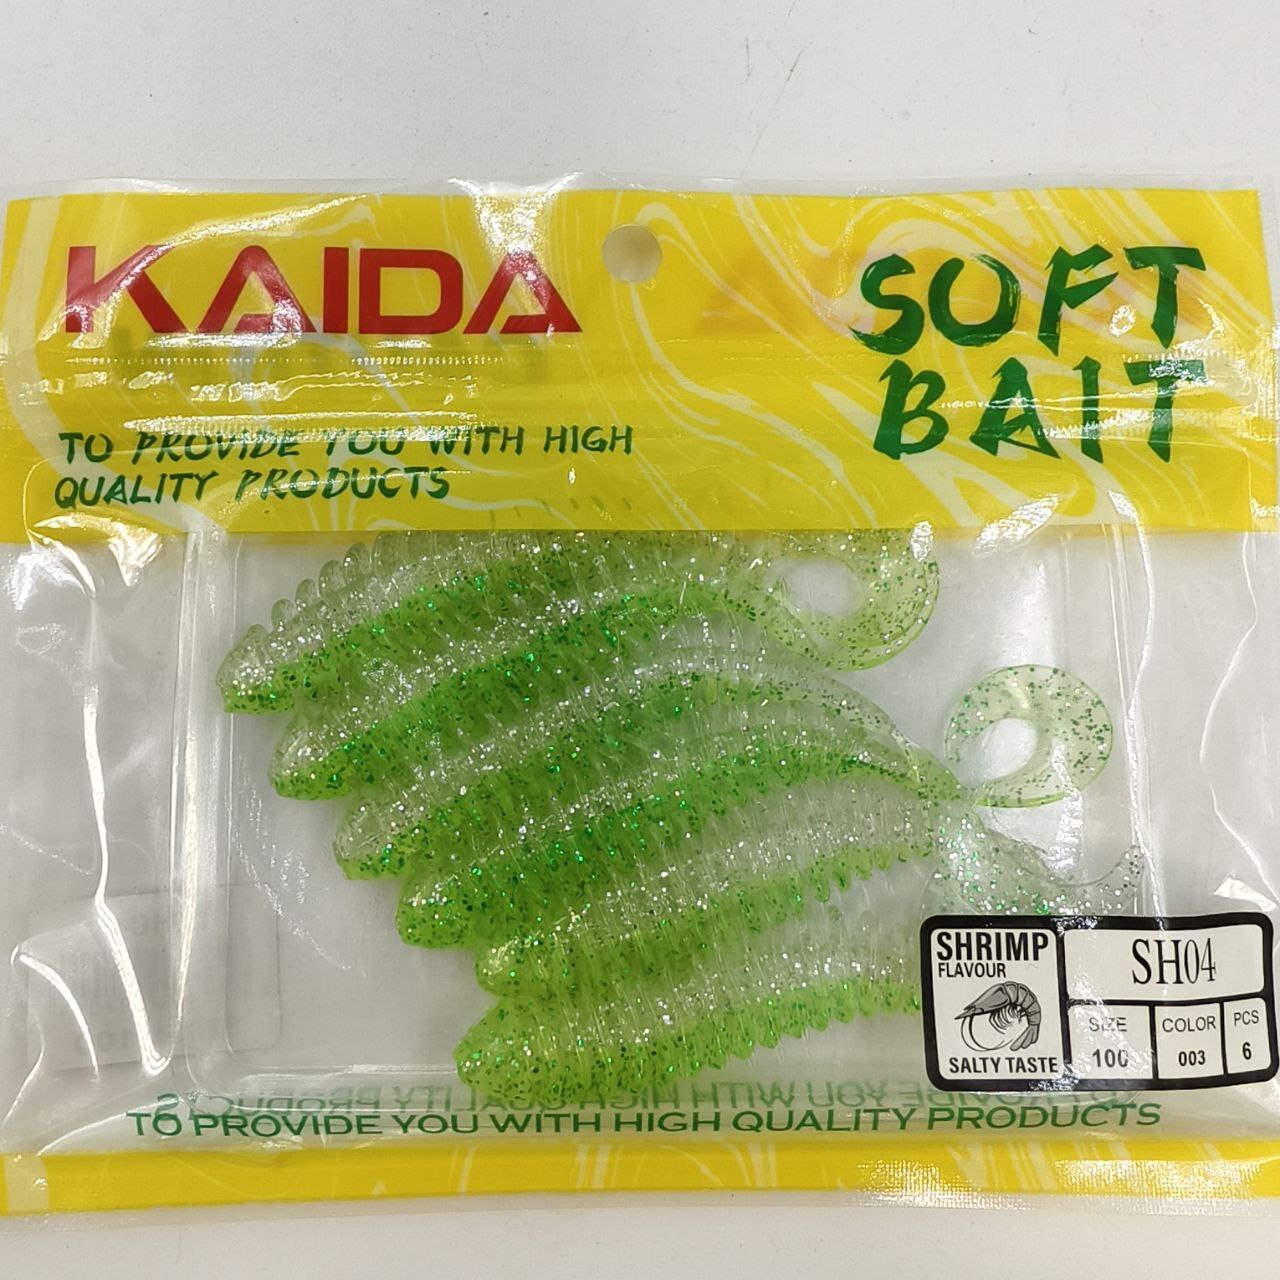 KAIDA
SOFT
BAIT
TO PROVIDE YOU WITH HIGH
QUALITY PRODUCTS
SHRIMP
FLAVOUR
SALTY TASTE
SH04
SIZE
100
COLOR
003
PCS
6
TO PROVIDE YOU WITH HIGH QUALITY PRODUCTS